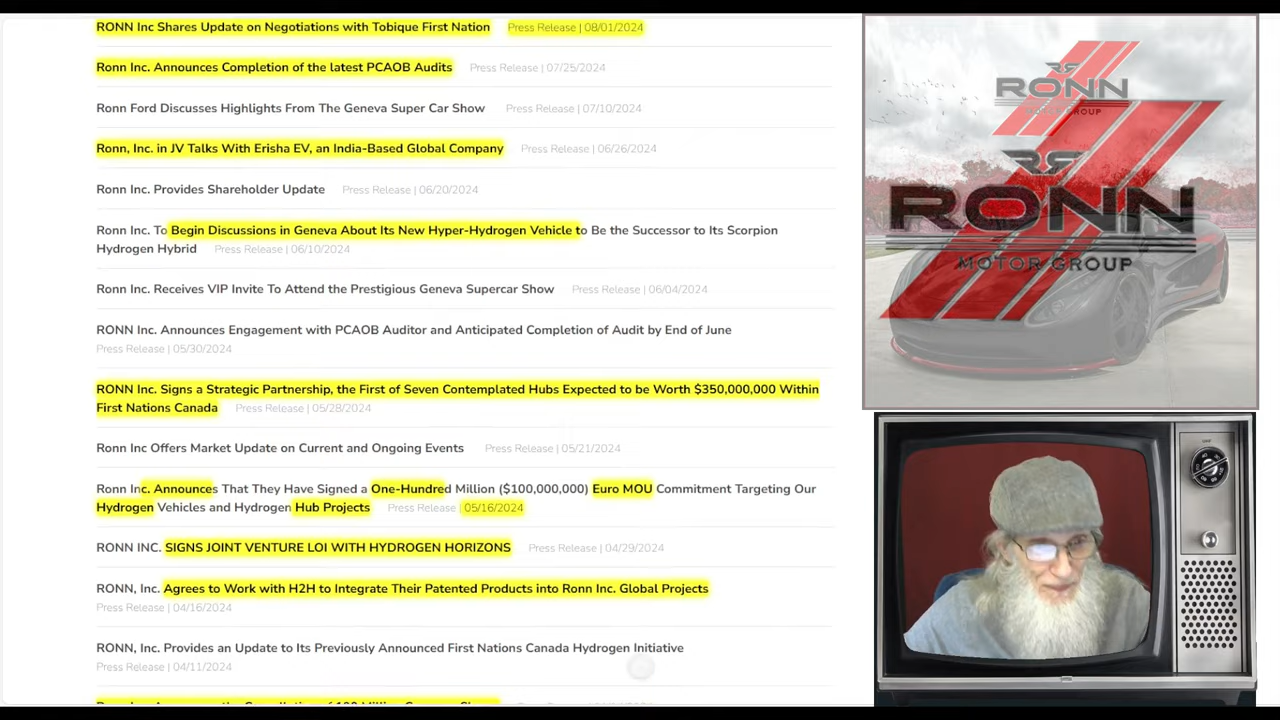 RONN Inc Shares Update on Negotiations with Tobique First Nation Press Release | 08/01/2024
Ronn Inc. Announces Completion of the latest PCAOB Audits Press Release | 07/25/2024
Ronn Ford Discusses Highlights From The Geneva Super Car Show Press Release | 07/10/2024
Ronn, Inc. in JV Talks With Erisha EV, an India-Based Global Company Press Release | 06/26/2024
Ronn Inc. Provides Shareholder Update Press Release | 06/20/2024
Ronn Inc. To Begin Discussions in Geneva About Its New Hyper-Hydrogen Vehicle to Be the Successor to Its Scorpion
Hydrogen Hybrid Press Release | 06/10/2024
Ronn Inc. Receives VIP Invite To Attend the Prestigious Geneva Supercar Show Press Release | 06/04/2024
RONN Inc. Announces Engagement with PCAOB Auditor and Anticipated Completion of Audit by End of June
Press Release | 05/30/2024
RONN Inc. Signs a Strategic Partnership, the First of Seven Contemplated Hubs Expected to be Worth $350,000,000 Within
First Nations Canada Press Release | 05/28/2024
Ronn Inc Offers Market Update on Current and Ongoing Events Press Release | 05/21/2024
Ronn Inc. Announces That They Have Signed a One-Hundred Million ($100,000,000) Euro MOU Commitment Targeting Our
Hydrogen Vehicles and Hydrogen Hub Projects Press Release | 05/16/2024
RONN INC. SIGNS JOINT VENTURE LOI WITH HYDROGEN HORIZONS Press Release | 04/29/2024
RONN, Inc. Agrees to Work with H2H to Integrate Their Patented Products into Ronn Inc. Global Projects
Press Release | 04/16/2024
RONN, Inc. Provides an Update to Its Previously Announced First Nations Canada Hydrogen Initiative
Press Release | 04/11/2024
RONN
MOTOR GROUP
RONN
MOTOR GROUP